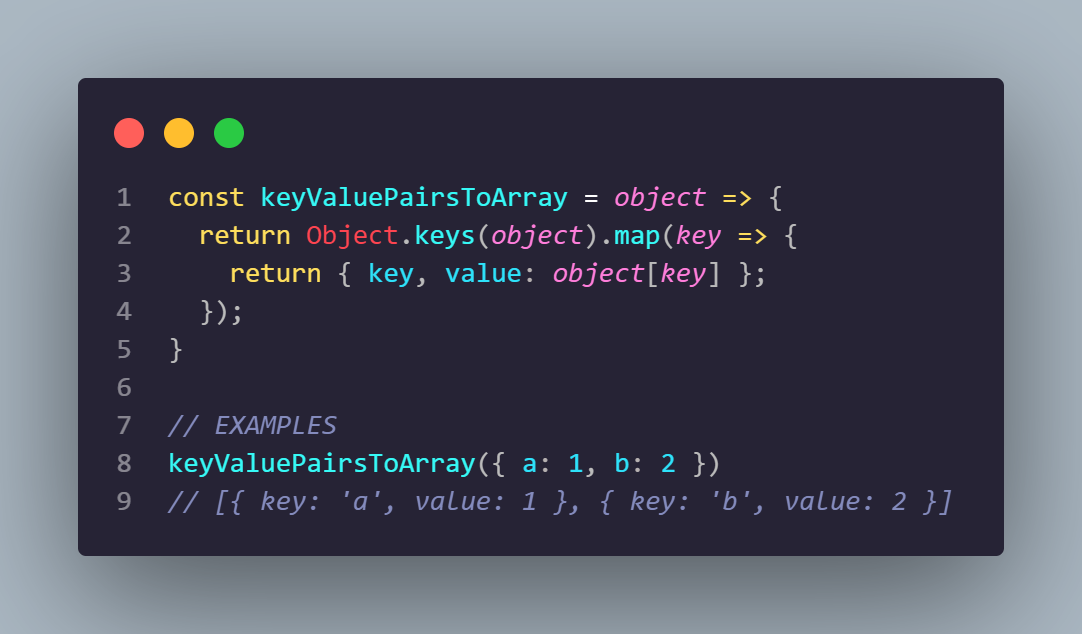 1 const keyValuePairsToArray = object => {
2   return Object.keys(object).map(key => {
3     return { key, value: object[key] };
4   });
5 }
6
7 // EXAMPLES
8 keyValuePairsToArray({ a: 1, b: 2 })
9 // [{ key: 'a', value: 1 }, { key: 'b', value: 2 }]